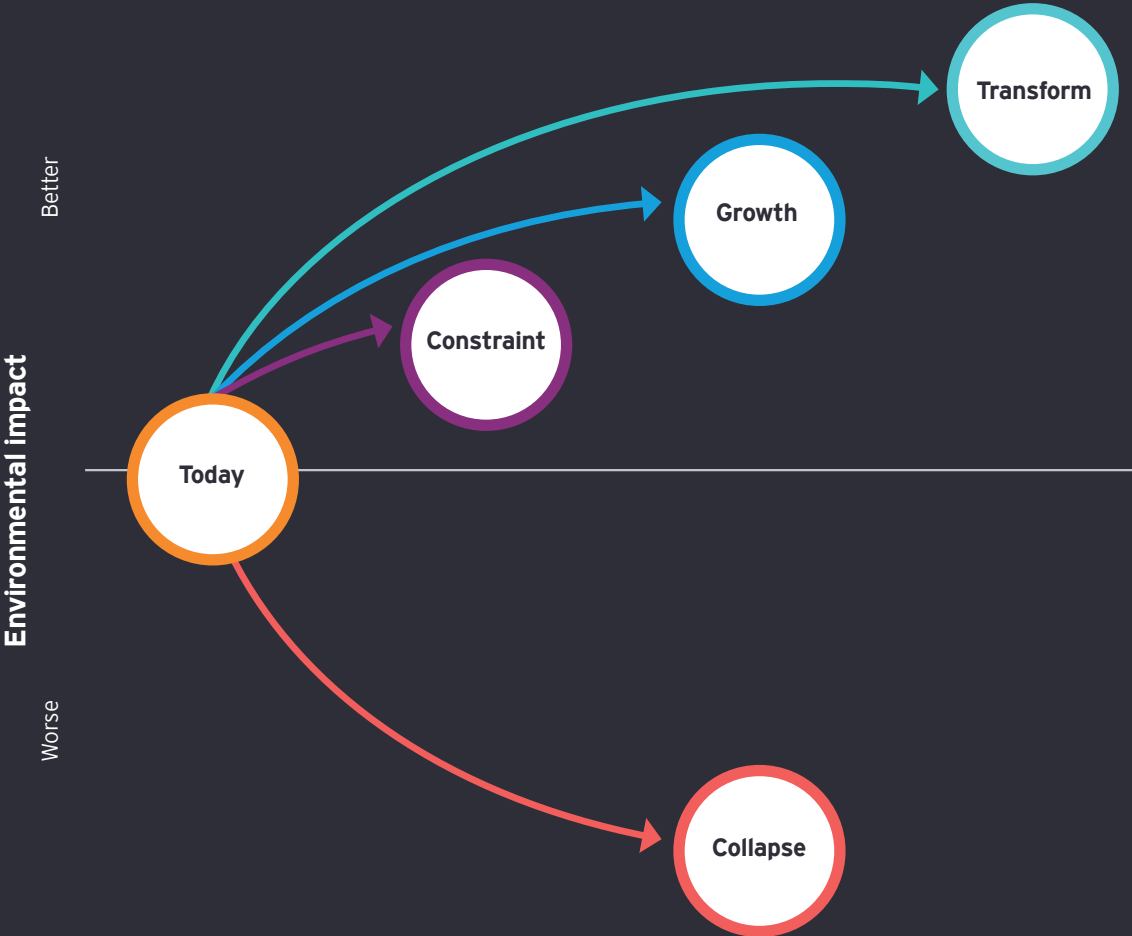 Transform
Better
Growth
Constraint
Environmental impact
Today
Worse
Collapse